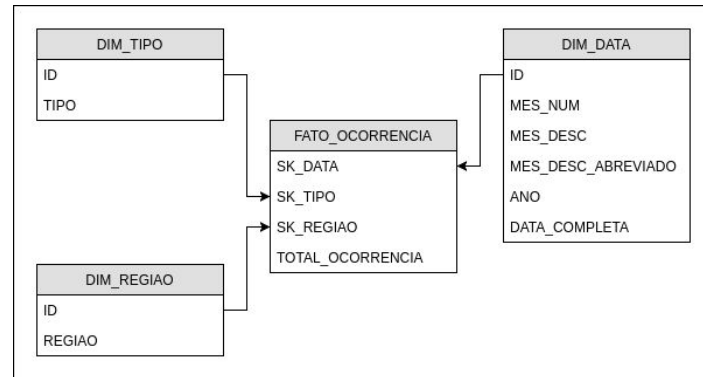 DIM_TIPO
ID
TIPO
DIM_DATA
ID
MES_NUM
MES_DESC
MES_DESC_ABREVIADO
ANO
DATA_COMPLETA
FATO_OCORRENCIA
SK_DATA
SK_TIPO
SK_REGIAO
TOTAL_OCORRENCIA
DIM_REGIAO
ID
REGIAO